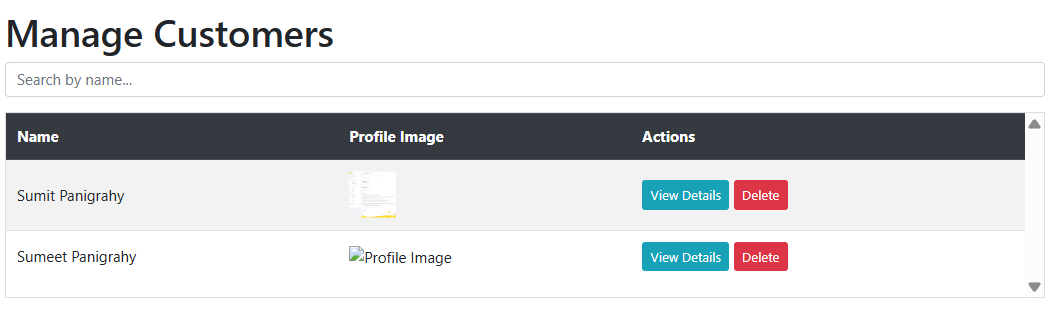 Manage Customers
Search by name...
Name Profile Image Actions
Sumit Panigrahy View Details Delete
Sumeet Panigrahy Profile Image View Details Delete